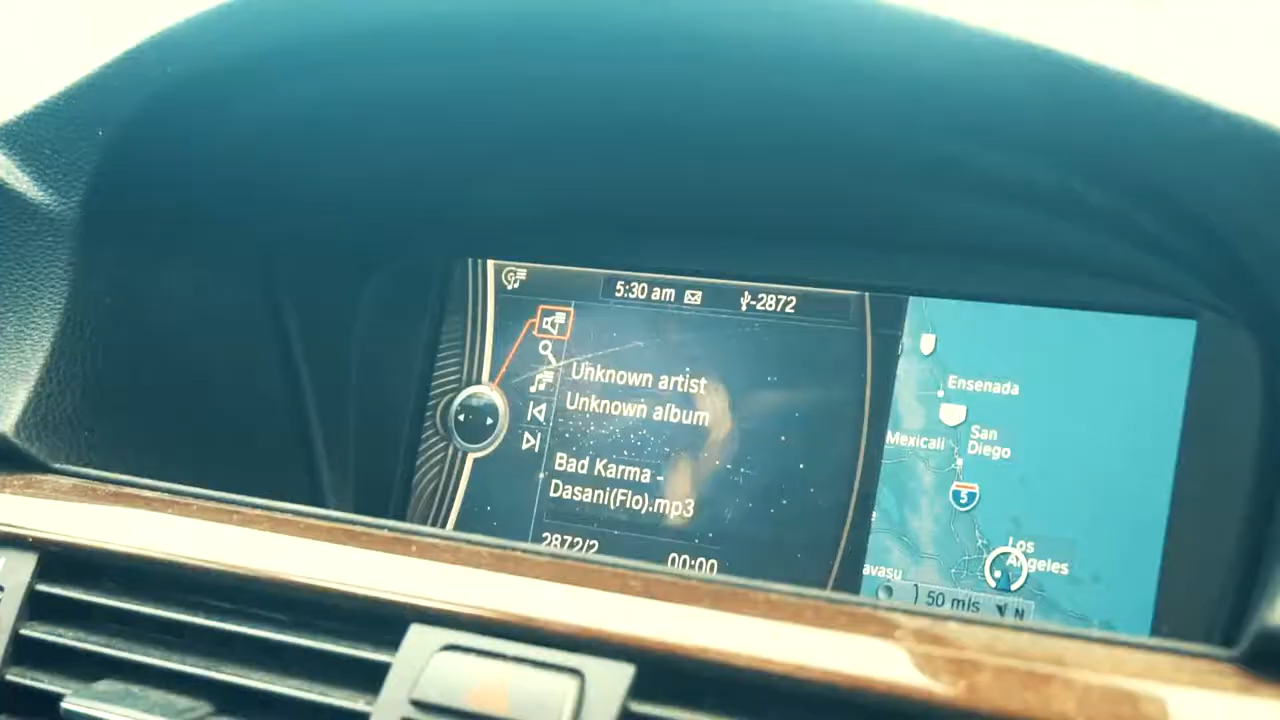 5:30 am
-2872
Unknown artist
Unknown album
Bad Karma -
Dasani(Flo).mp3
2872/2
00:00
Ensenada
Mexicali
San
Diego
5
Los
Angeles
avasu
50 mls
N